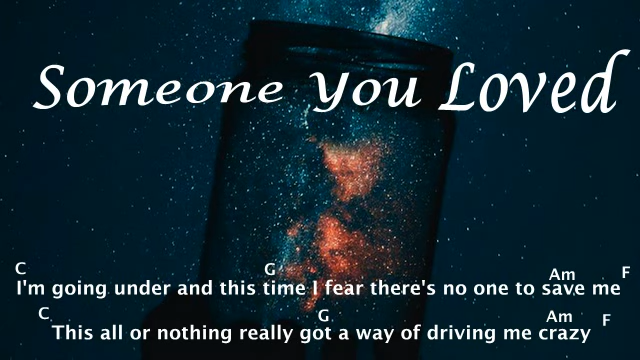 Someone You Loved
C G Am F
I'm going under and this time I fear there's no one to save me
C G Am F
This all or nothing really got a way of driving me crazy